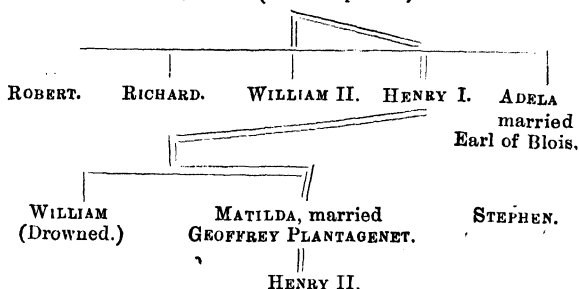 ROBERT. RICHARD. WILLIAM II. HENRY I. ADELA
married
Earl of Blois.
WILLIAM MATILDA, married STEPHEN.
(Drowned.) GEOFFREY PLANTAGENET.
HENRY II.